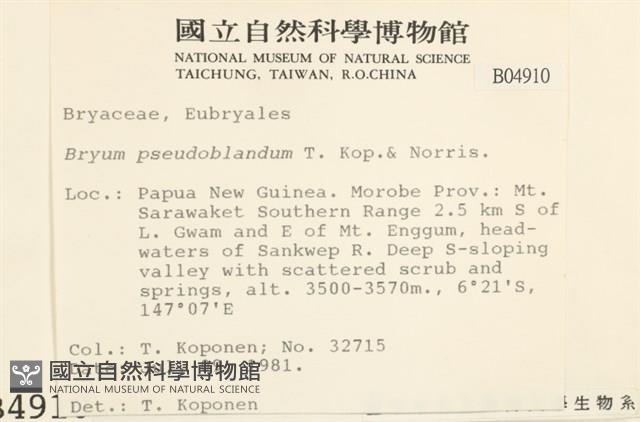 國立自然科學博物館
NATIONAL MUSEUM OF NATURAL SCIENCE
TAICHUNG, TAIWAN, R.O.CHINA
B04910
Bryaceae, Eubryales
Bryum pseudoblandum T. Kop.& Norris.
Loc.: Papua New Guinea. Morobe Prov.: Mt.
Sarawaket Southern Range 2.5 km S of
L. Gwam and E of Mt. Enggum, head-
waters of Sankwep R. Deep S-sloping
valley with scattered scrub and
springs, alt. 3500-3570m., 6°21'S,
147°07'E
Col.: T. Koponen; No. 32715
1981.
國立自然科學博物館
NATIONAL MUSEUM OF NATURAL SCIENCE
Det.: T. Koponen
學生物系